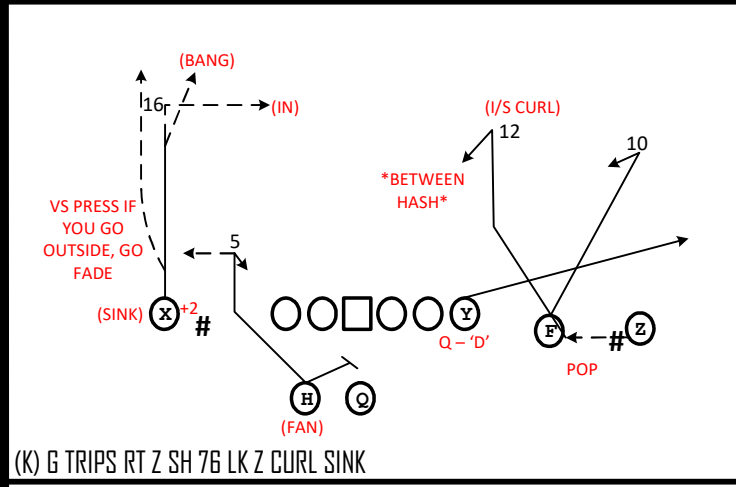 (BANG)
16
(IN)
(I/S CURL)
12
10
*BETWEEN
HASH*
VS PRESS IF
YOU GO
OUTSIDE, GO
FADE
5
(SINK)
X
+2
#
Y
F
#
Z
Q – 'D'
POP
H
Q
(FAN)
(K) G TRIPS RT Z SH 76 LK Z CURL SINK